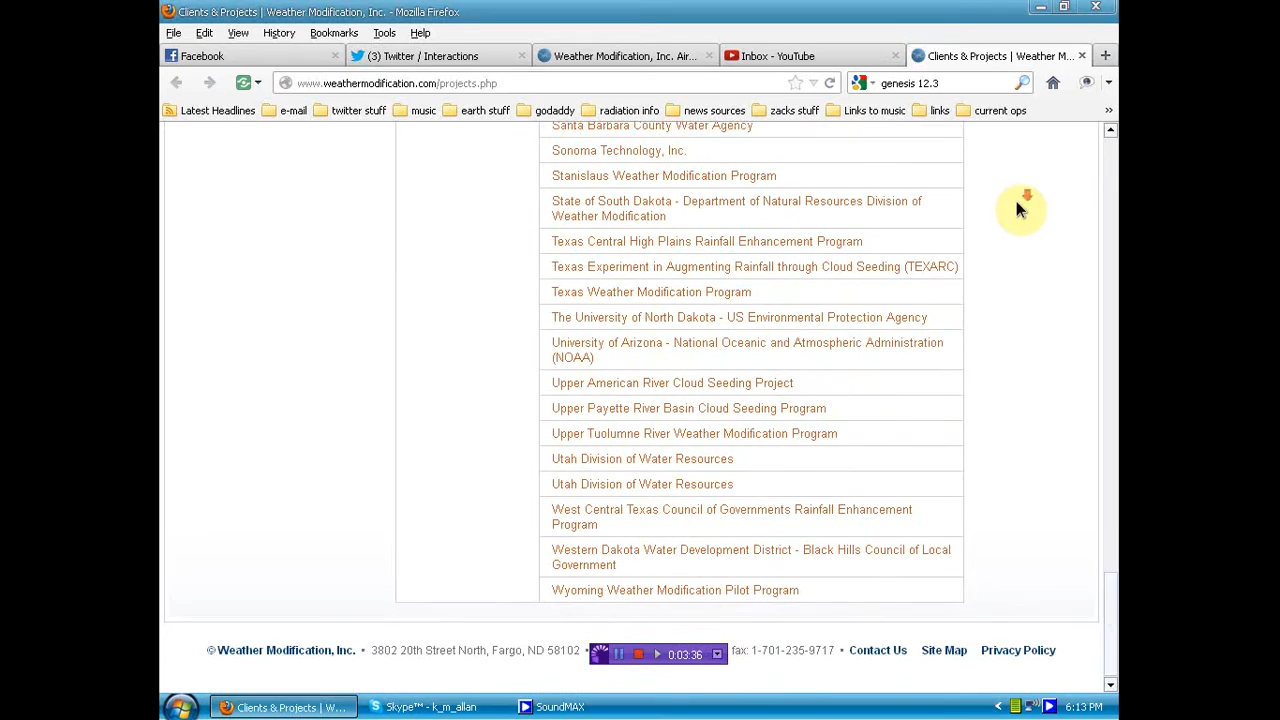 Clients & Projects | Weather Modification, Inc. - Mozilla Firefox
File Edit View History Bookmarks Tools Help
Facebook
(3) Twitter / Interactions
Weather Modification, Inc. Air...
Inbox - YouTube
Clients & Projects | Weather M...
www.weathermodification.com/projects.php
genesis 12.3
Latest Headlines e-mail twitter stuff music earth stuff godaddy radiation info news sources zacks stuff Links to music links current ops
Santa Barbara County Water Agency
Sonoma Technology, Inc.
Stanislaus Weather Modification Program
State of South Dakota - Department of Natural Resources Division of
Weather Modification
Texas Central High Plains Rainfall Enhancement Program
Texas Experiment in Augmenting Rainfall through Cloud Seeding (TEXARC)
Texas Weather Modification Program
The University of North Dakota - US Environmental Protection Agency
University of Arizona - National Oceanic and Atmospheric Administration
(NOAA)
Upper American River Cloud Seeding Project
Upper Payette River Basin Cloud Seeding Program
Upper Tuolumne River Weather Modification Program
Utah Division of Water Resources
Utah Division of Water Resources
West Central Texas Council of Governments Rainfall Enhancement
Program
Western Dakota Water Development District - Black Hills Council of Local
Government
Wyoming Weather Modification Pilot Program
© Weather Modification, Inc. • 3802 20th Street North, Fargo, ND 58102 • fax: 1-701-235-9717 • Contact Us Site Map Privacy Policy
0:03:36
Clients & Projects | W...
Skype™ - k_m_allan
SoundMAX
6:13 PM